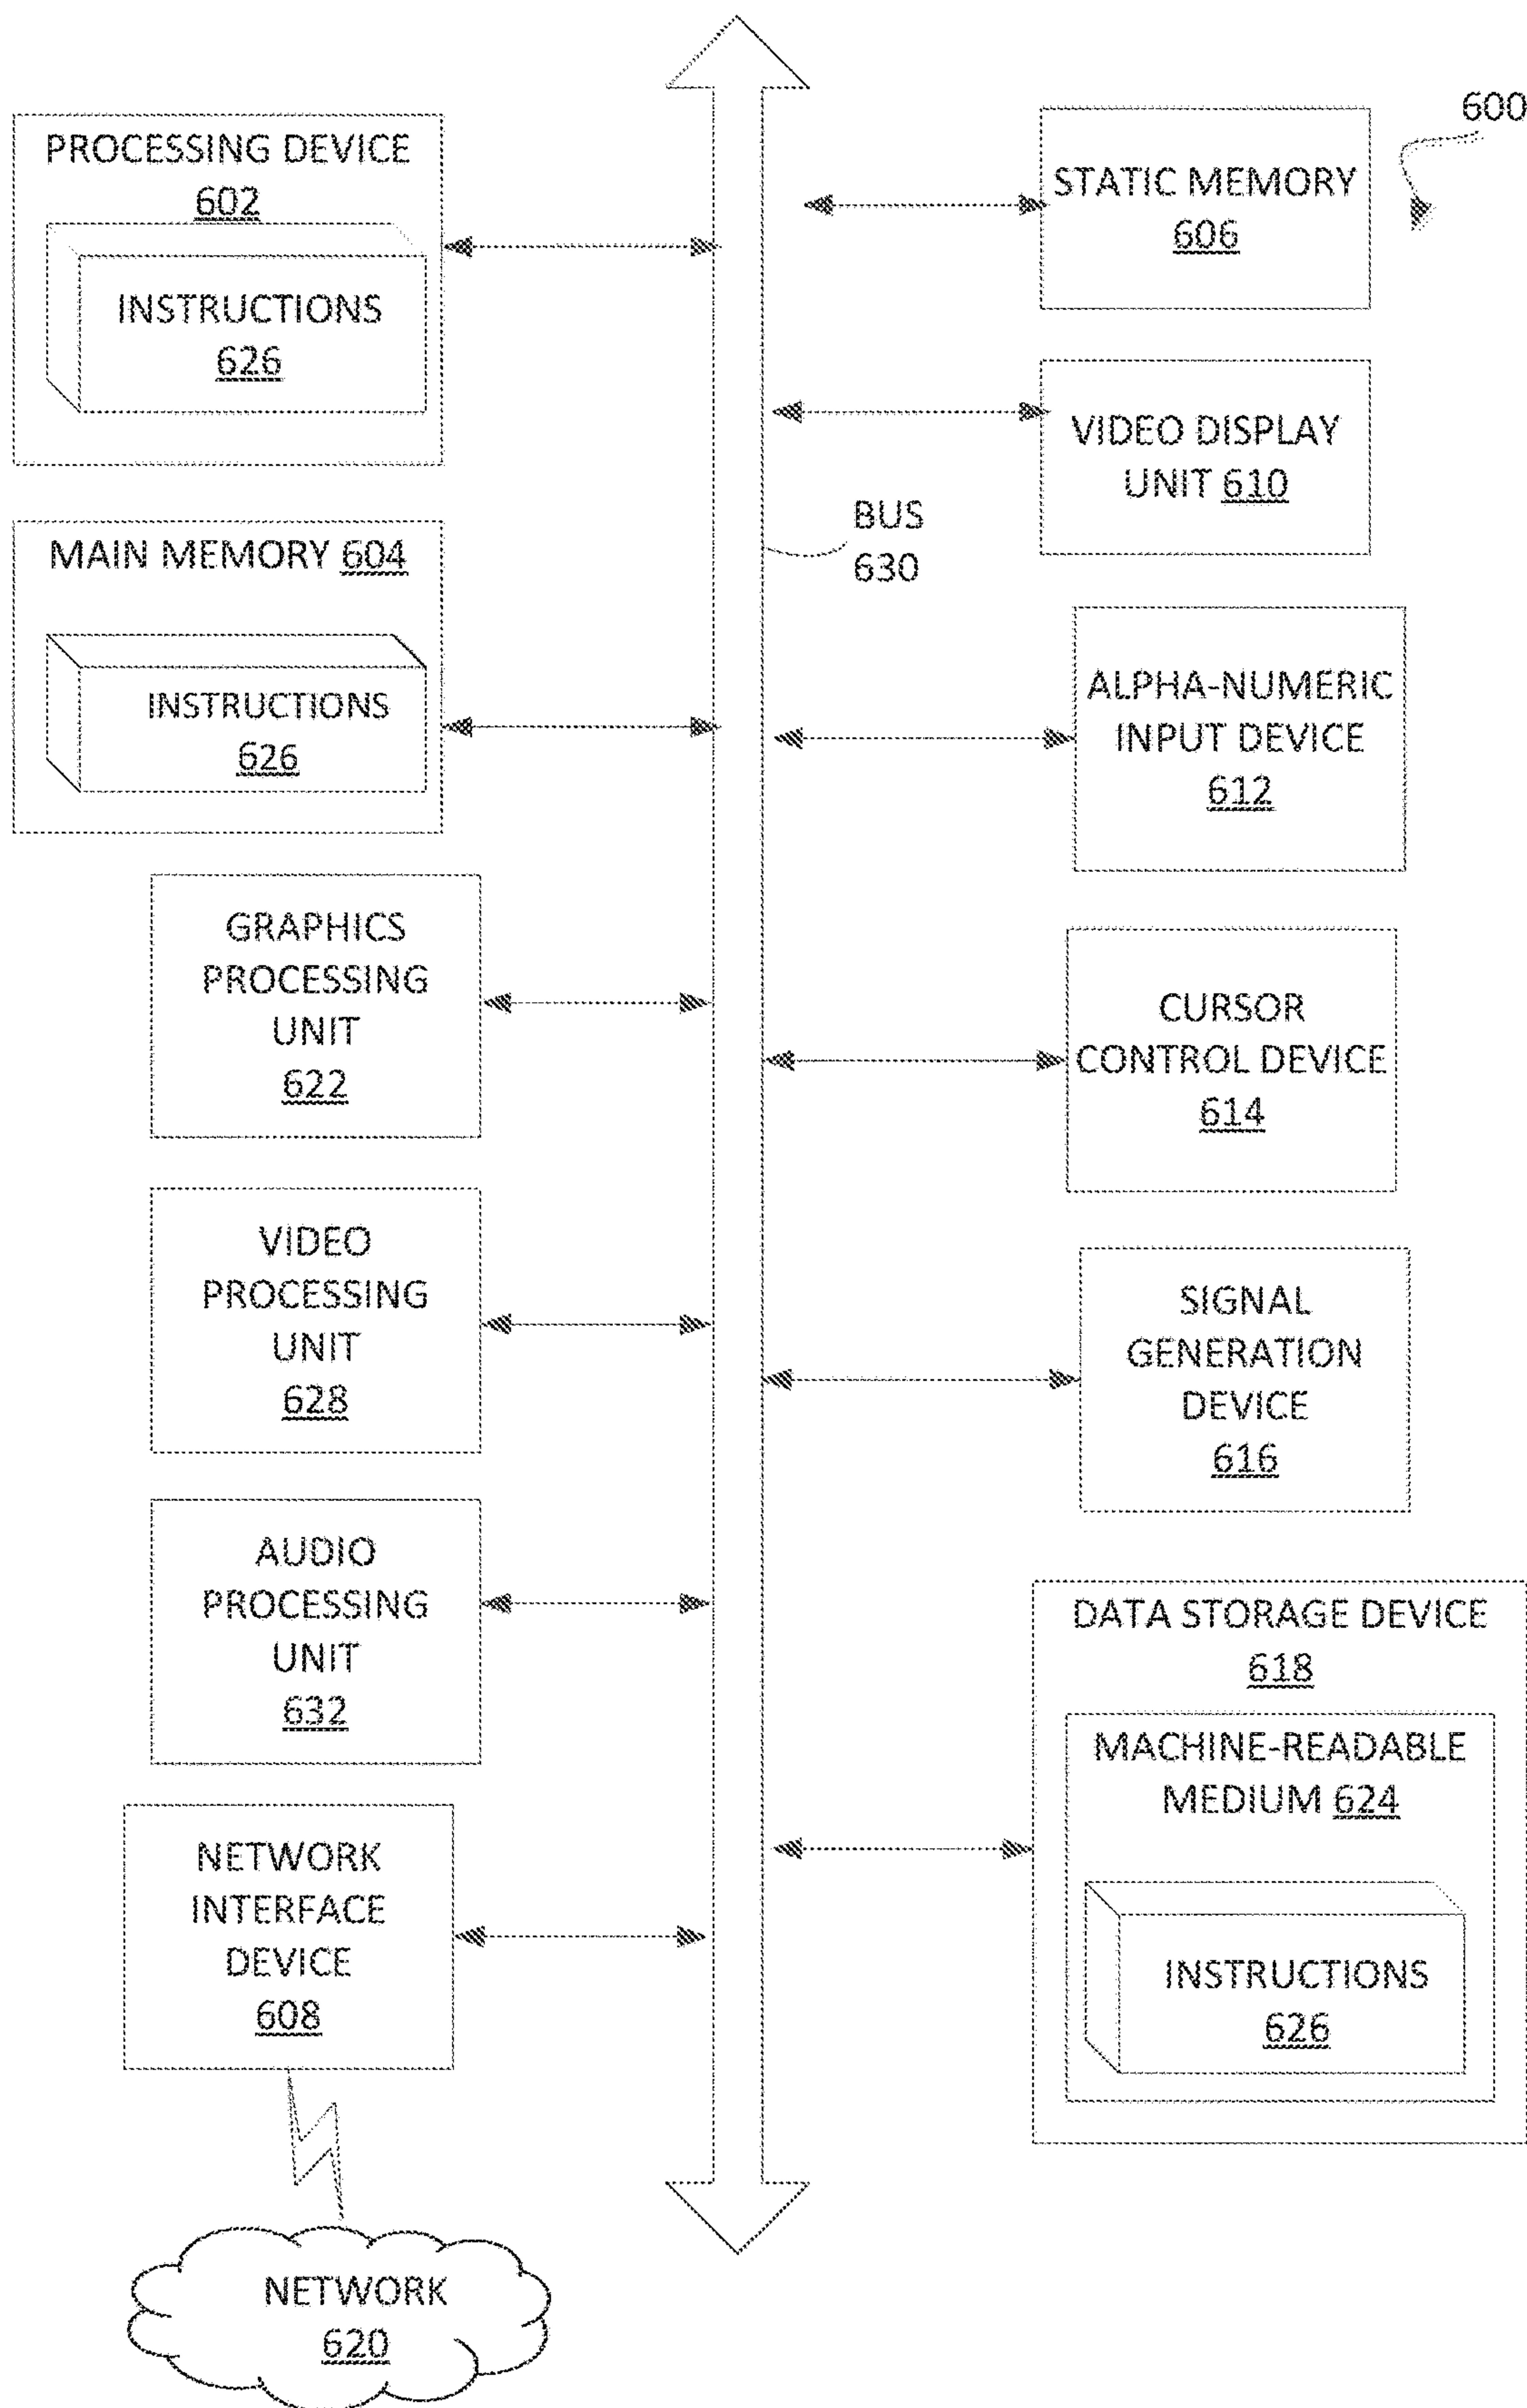 600
PROCESSING DEVICE
602
INSTRUCTIONS
626
MAIN MEMORY 604
INSTRUCTIONS
626
GRAPHICS
PROCESSING
UNIT
622
VIDEO
PROCESSING
UNIT
628
AUDIO
PROCESSING
UNIT
632
NETWORK
INTERFACE
DEVICE
608
NETWORK
620
BUS
630
STATIC MEMORY
606
VIDEO DISPLAY
UNIT 610
ALPHA-NUMERIC
INPUT DEVICE
612
CURSOR
CONTROL DEVICE
614
SIGNAL
GENERATION
DEVICE
616
DATA STORAGE DEVICE
618
MACHINE-READABLE
MEDIUM 624
INSTRUCTIONS
626